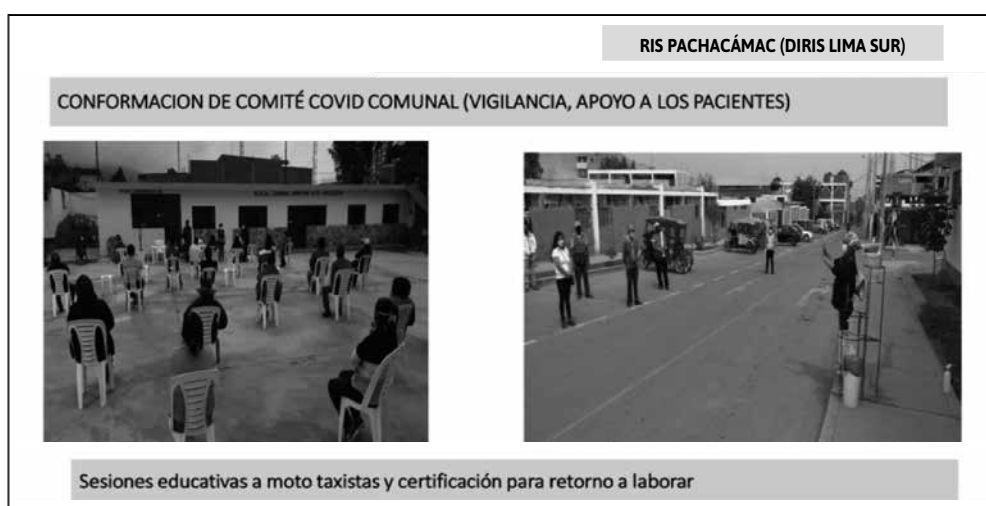 RIS PACHACÁMAC (DIRIS LIMA SUR)
CONFORMACION DE COMITÉ COVID COMUNAL (VIGILANCIA, APOYO A LOS PACIENTES)
Sesiones educativas a moto taxistas y certificación para retorno a laborar